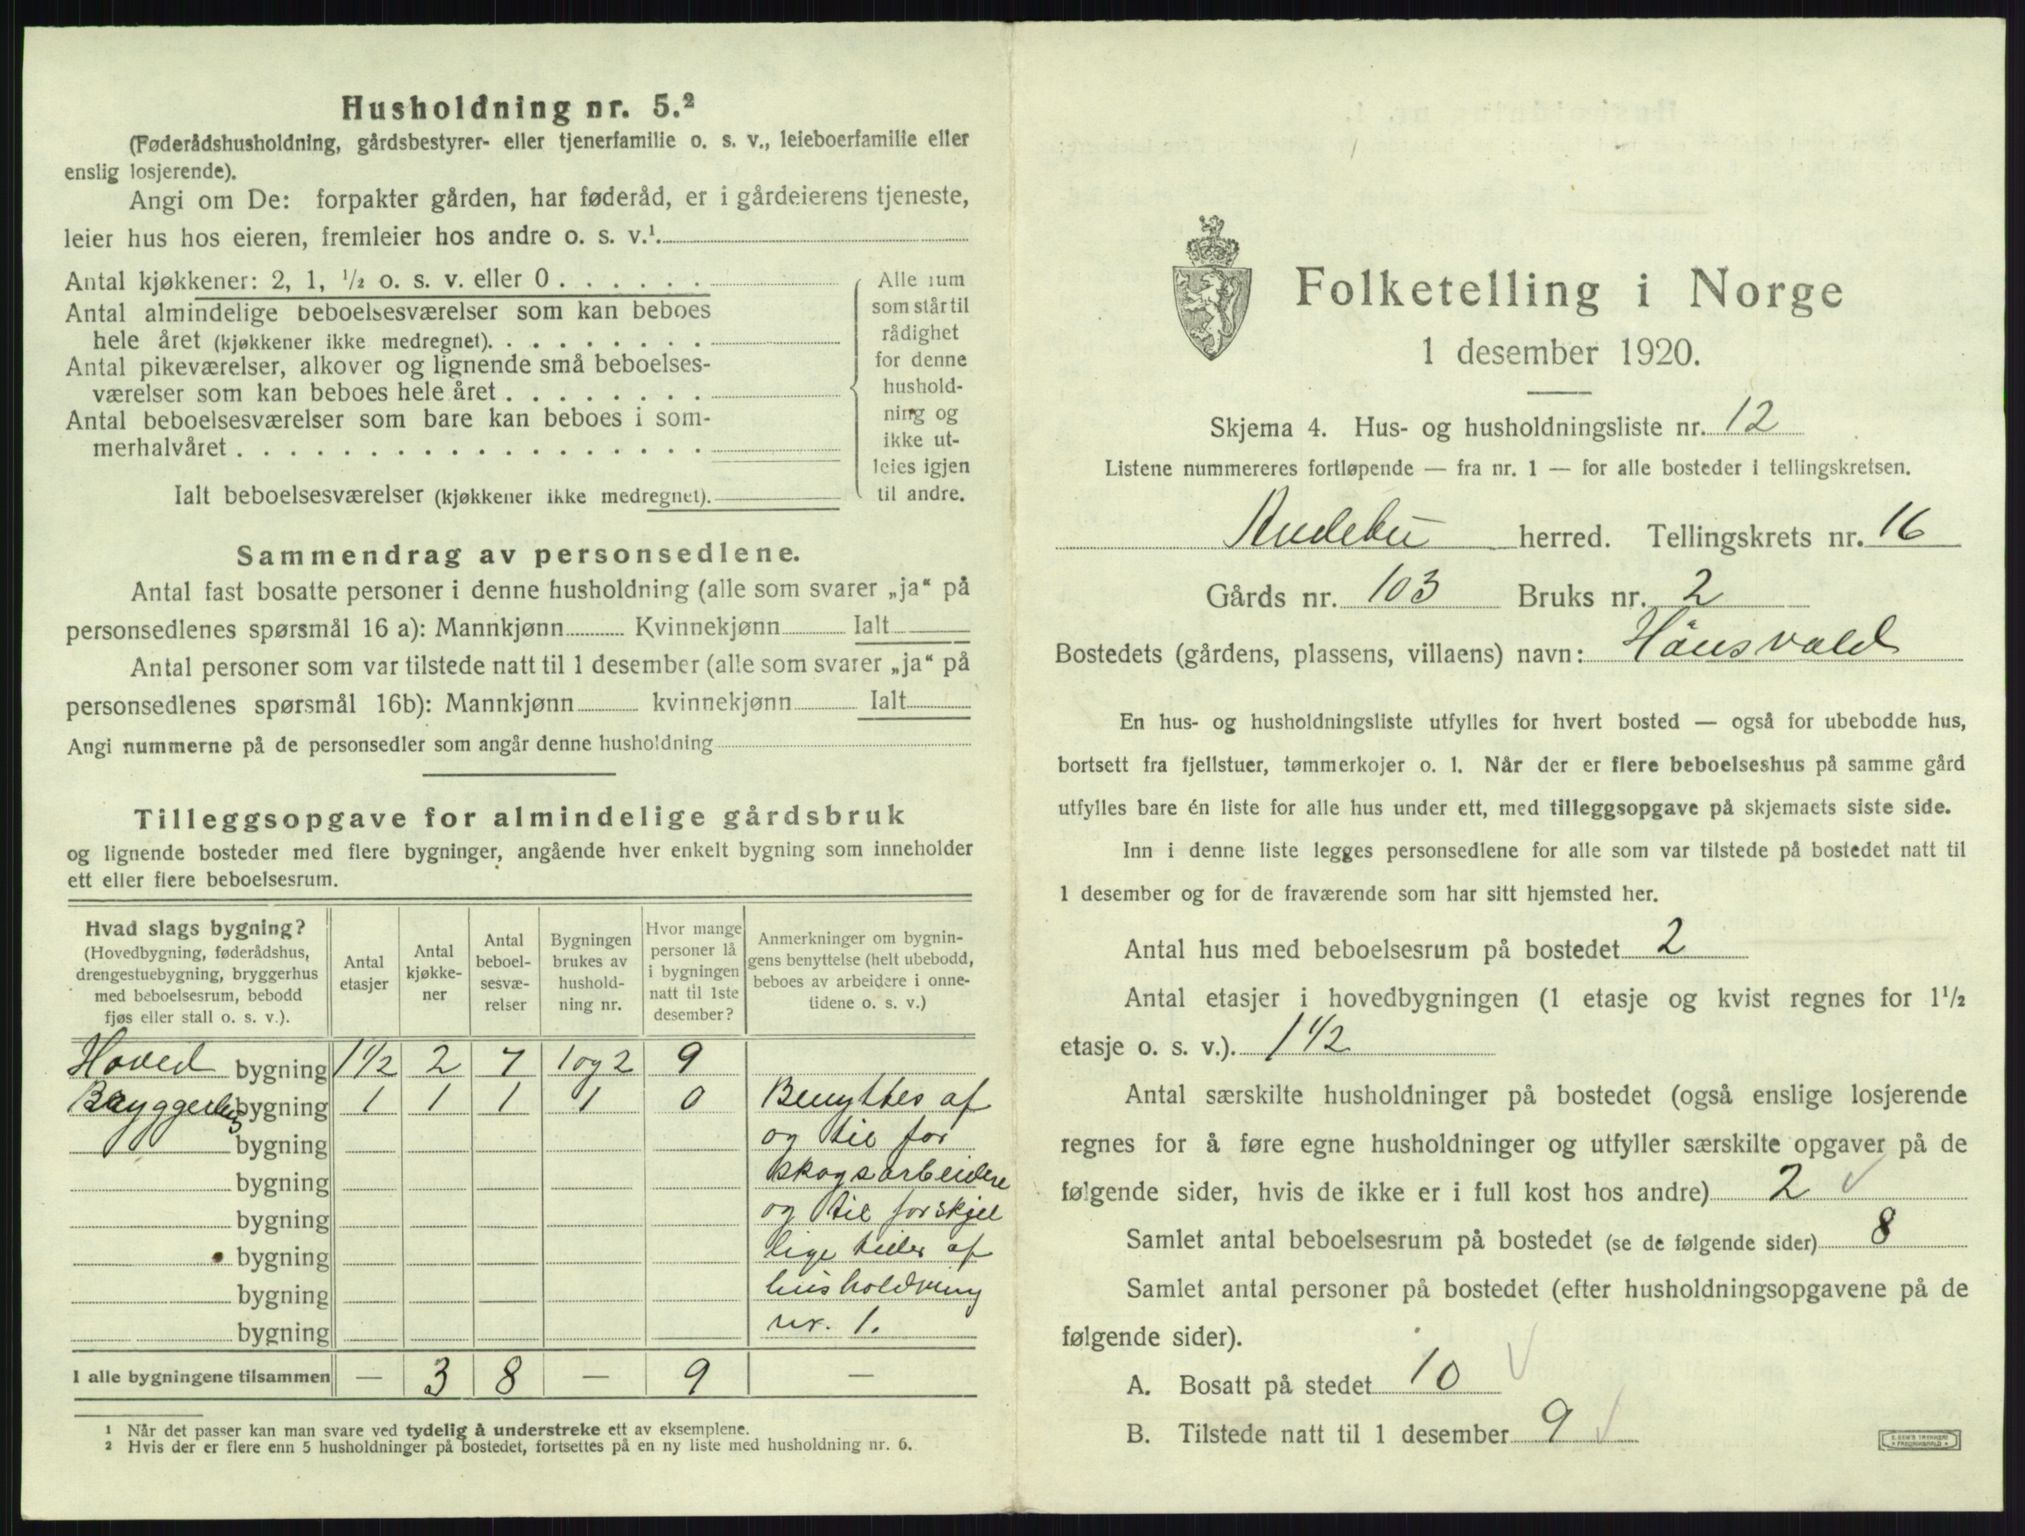 Husholdning nr. 5.²
(Føderådshusholdning, gårdsbestyrer- eller tjenerfamilie o. s. v., leieboerfamilie eller
enslig losjerende).
Angi om De: forpakter gården, har føderåd, er i gårdeierens tjeneste,
leier hus hos eieren, fremleier hos andre o. s. v.¹.
Antal kjøkkener: 2, 1, ½ o. s. v. eller 0 . . . . . .
Antal almindelige beboelsesværelser som kan beboes
hele året (kjøkkener ikke medregnet). . . . . . . . .
Antal pikeværelser, alkover og lignende små beboelses-
værelser som kan beboes hele året . . . . . . . .
Antal beboelsesværelser som bare kan beboes i som-
merhalvåret . . . . . . . . . . . . . . . . . .
Ialt beboelsesværelser (kjøkkener ikke medregnet).
Alle rum
som står til
rådighet
for denne
hushold-
ning og
ikke ut-
leies igjen
til andre.
Sammendrag av personsedlene.
Antal fast bosatte personer i denne husholdning (alle som svarer „ja“ på
personsedlenes spørsmål 16 a): Mannkjønn Kvinnekjønn Ialt
Antal personer som var tilstede natt til 1 desember (alle som svarer „ja“ på
personsedlenes spørsmål 16b): Mannkjønn kvinnekjønn Ialt
Angi nummerne på de personsedler som angår denne husholdning
Tilleggsopgave for almindelige gårdsbruk
og lignende bosteder med flere bygninger, angående hver enkelt bygning som inneholder
ett eller flere beboelsesrum.
Hvad slags bygning?
(Hovedbygning, føderådshus,
drengestuebygning, bryggerhus
med beboelsesrum, bebodd
fjøs eller stall o. s. v.).
Antal
etasjer
Antal
kjøkke-
ner
Antal
beboel-
sesvæ-
relser
Bygningen
brukes av
hushold-
ning nr.
Hvor mange
personer lå
i bygningen
natt til 1ste
desember?
Anmerkninger om bygnin-
gens benyttelse (helt ubebodd,
beboes av arbeidere i onne-
tidene o. s. v.)
Hoved bygning 1½ 2 7 1 og 2 9
Bryggerhus bygning 1 1 1 1 0 Benyttes af
bygning og til for
bygning skogsarbeidere
bygning og til forskjel
bygning lige tider af
bygning husholdning
bygning nr. 1.
I alle bygningene tilsammen — 3 8 — 9 —
¹ Når det passer kan man svare ved tydelig å understreke ett av eksemplene.
² Hvis der er flere enn 5 husholdninger på bostedet, fortsettes på en ny liste med husholdning nr. 6.
Folketelling i Norge
1 desember 1920.
Skjema 4. Hus- og husholdningsliste nr. 12
Listene nummereres fortløpende — fra nr. 1 — for alle bosteder i tellingskretsen.
Andebu herred. Tellingskrets nr. 16
Gårds nr. 103 Bruks nr. 2
Bostedets (gårdens, plassens, villaens) navn: Hånsvald
En hus- og husholdningsliste utfylles for hvert bosted — også for ubebodde hus,
bortsett fra fjellstuer, tømmerkojer o. l. Når der er flere beboelseshus på samme gård
utfylles bare én liste for alle hus under ett, med tilleggsopgave på skjemaets siste side.
Inn i denne liste legges personsedlene for alle som var tilstede på bostedet natt til
1 desember og for de fraværende som har sitt hjemsted her.
Antal hus med beboelsesrum på bostedet 2
Antal etasjer i hovedbygningen (1 etasje og kvist regnes for 1½
etasje o. s. v.). 1½
Antal særskilte husholdninger på bostedet (også enslige losjerende
regnes for å føre egne husholdninger og utfyller særskilte opgaver på de
følgende sider, hvis de ikke er i full kost hos andre) 2 ✓
Samlet antal beboelsesrum på bostedet (se de følgende sider) 8
Samlet antal personer på bostedet (efter husholdningsopgavene på de
følgende sider).
A. Bosatt på stedet 10 ✓
B. Tilstede natt til 1 desember 9 ✓